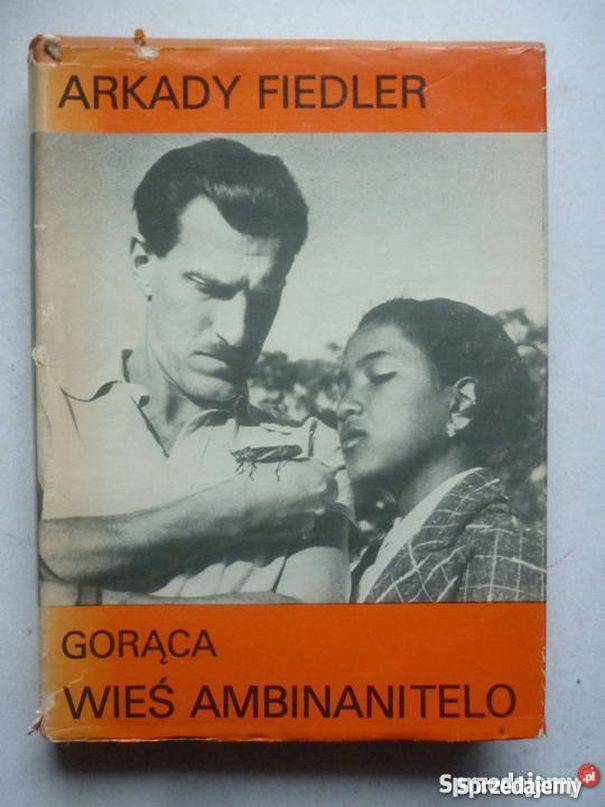 ARKADY FIEDLER
GORĄCA
WIEŚ AMBINANITELO
Sprzedajemy.pl